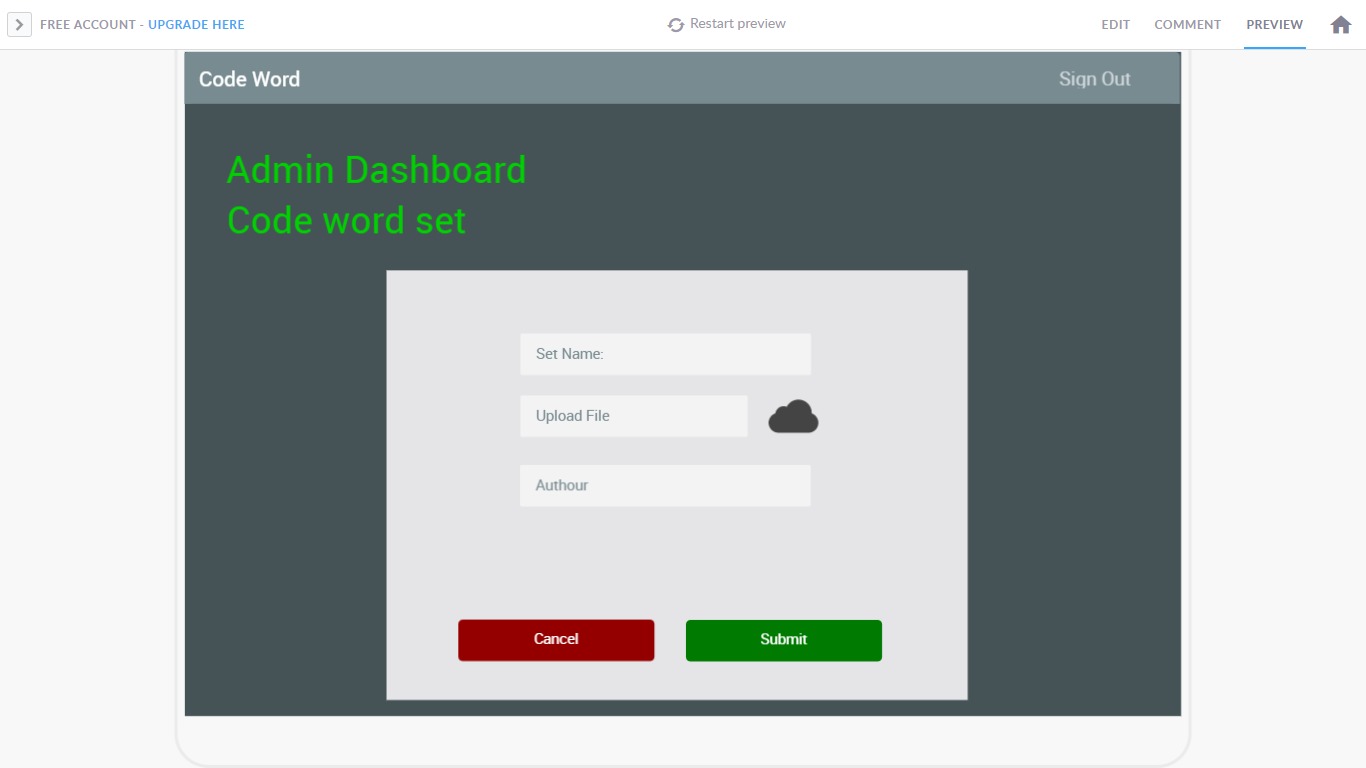 FREE ACCOUNT - UPGRADE HERE
Restart preview
EDIT
COMMENT
PREVIEW
Code Word
Sign Out
Admin Dashboard
Code word set
Set Name:
Upload File
Authour
Cancel
Submit